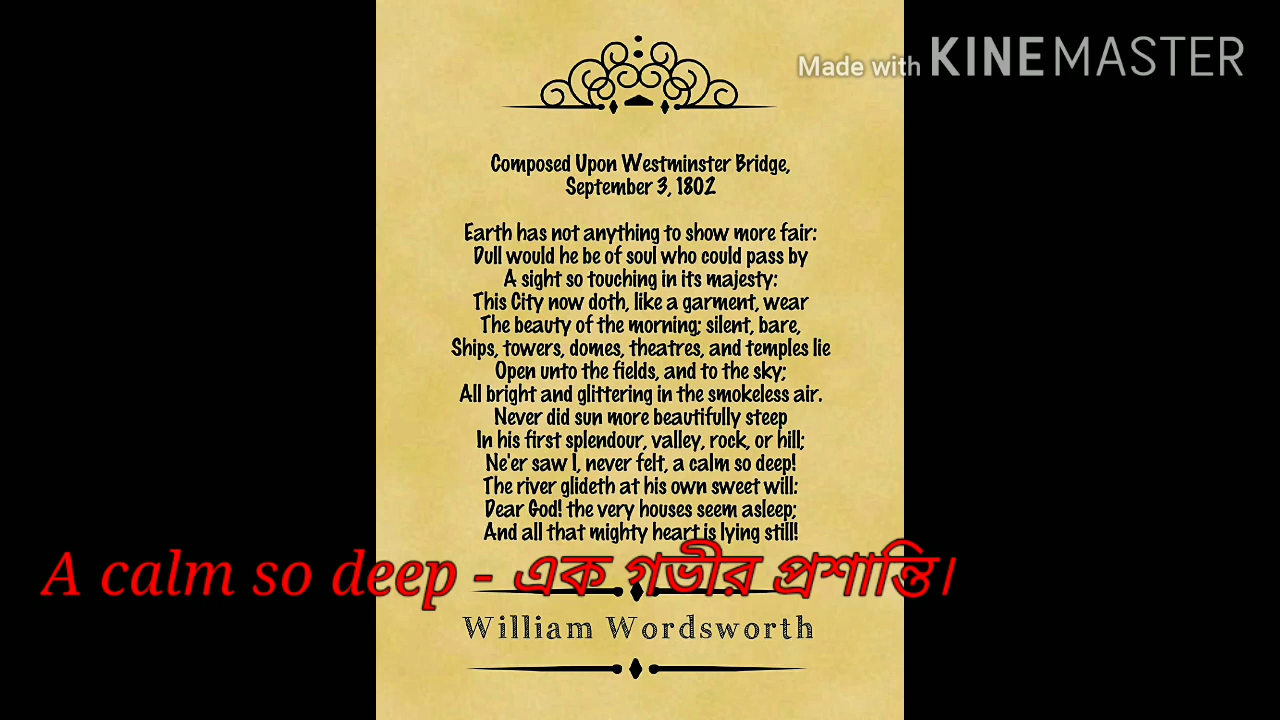 Made with KINEMASTER
Composed Upon Westminster Bridge,
September 3, 1802
Earth has not anything to show more fair:
Dull would he be of soul who could pass by
A sight so touching in its majesty:
This City now doth, like a garment, wear
The beauty of the morning; silent, bare,
Ships, towers, domes, theatres, and temples lie
Open unto the fields, and to the sky;
All bright and glittering in the smokeless air.
Never did sun more beautifully steep
In his first splendour, valley, rock, or hill;
Ne'er saw I, never felt, a calm so deep!
The river glideth at his own sweet will:
Dear God! the very houses seem asleep;
And all that mighty heart is lying still!
A calm so deep - এক গভীর প্রশান্তি।
William Wordsworth